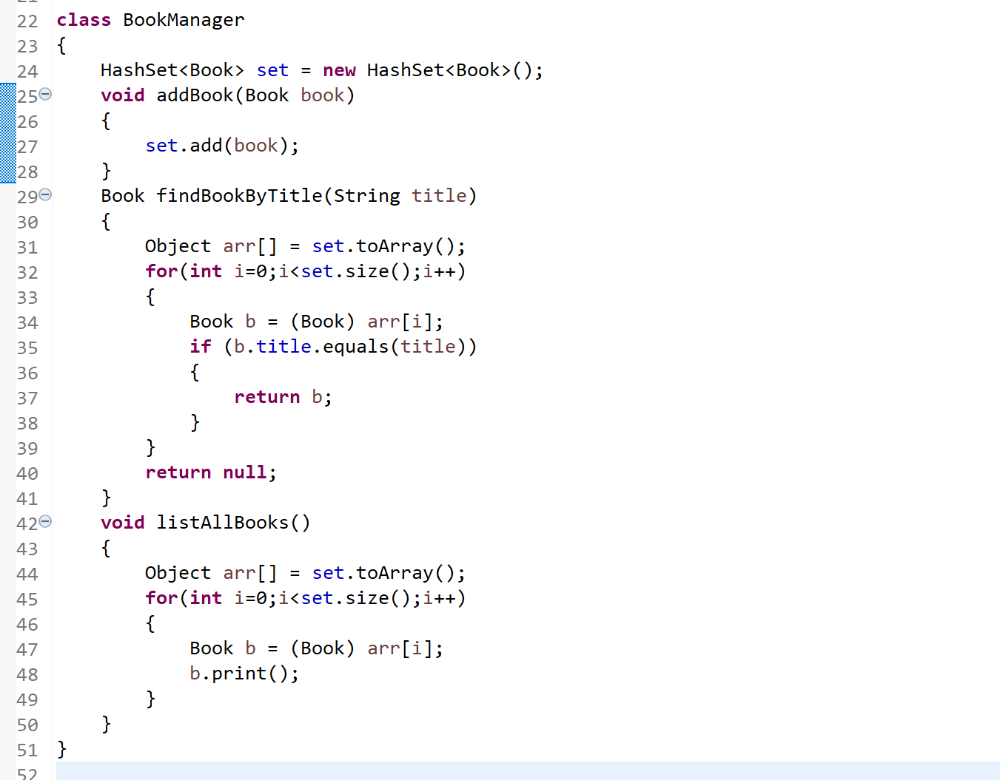 21
22 class BookManager
23 {
24     HashSet<Book> set = new HashSet<Book>();
25     void addBook(Book book)
26     {
27         set.add(book);
28     }
29     Book findBookByTitle(String title)
30     {
31         Object arr[] = set.toArray();
32         for(int i=0;i<set.size();i++)
33         {
34             Book b = (Book) arr[i];
35             if (b.title.equals(title))
36             {
37                 return b;
38             }
39         }
40         return null;
41     }
42     void listAllBooks()
43     {
44         Object arr[] = set.toArray();
45         for(int i=0;i<set.size();i++)
46         {
47             Book b = (Book) arr[i];
48             b.print();
49         }
50     }
51 }
52